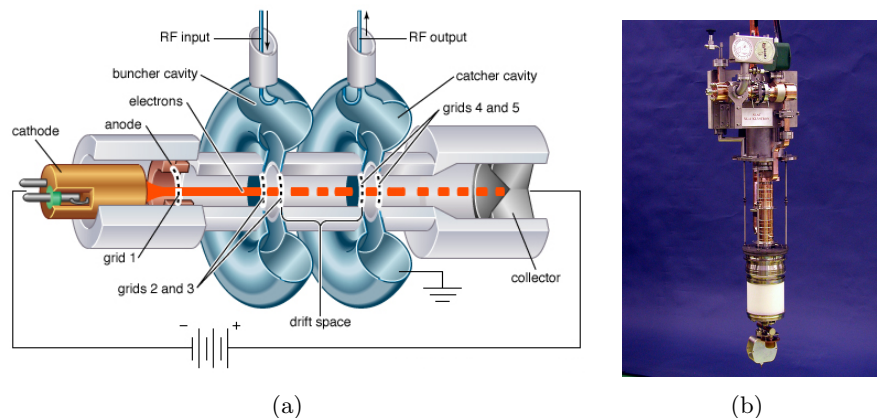 RF input
RF output
buncher cavity
catcher cavity
electrons
grids 4 and 5
anode
cathode
grid 1
collector
grids 2 and 3
drift space
− +
(a)
(b)